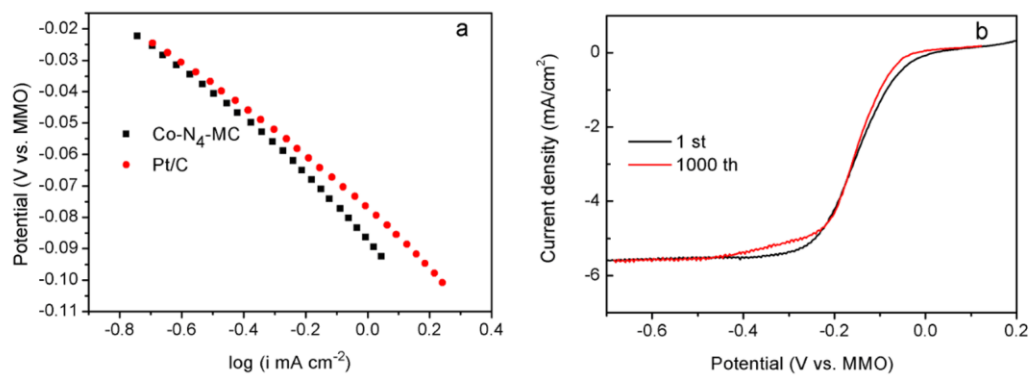 a
Potential (V vs. MMO)
-0.02
-0.03
-0.04
-0.05
-0.06
-0.07
-0.08
-0.09
-0.10
-0.11
Co-N₄-MC
Pt/C
-0.8
-0.6
-0.4
-0.2
0.0
0.2
0.4
log (i mA cm⁻²)
b
Current density (mA/cm²)
0
-2
-4
-6
1 st
1000 th
-0.6
-0.4
-0.2
0.0
0.2
Potential (V vs. MMO)